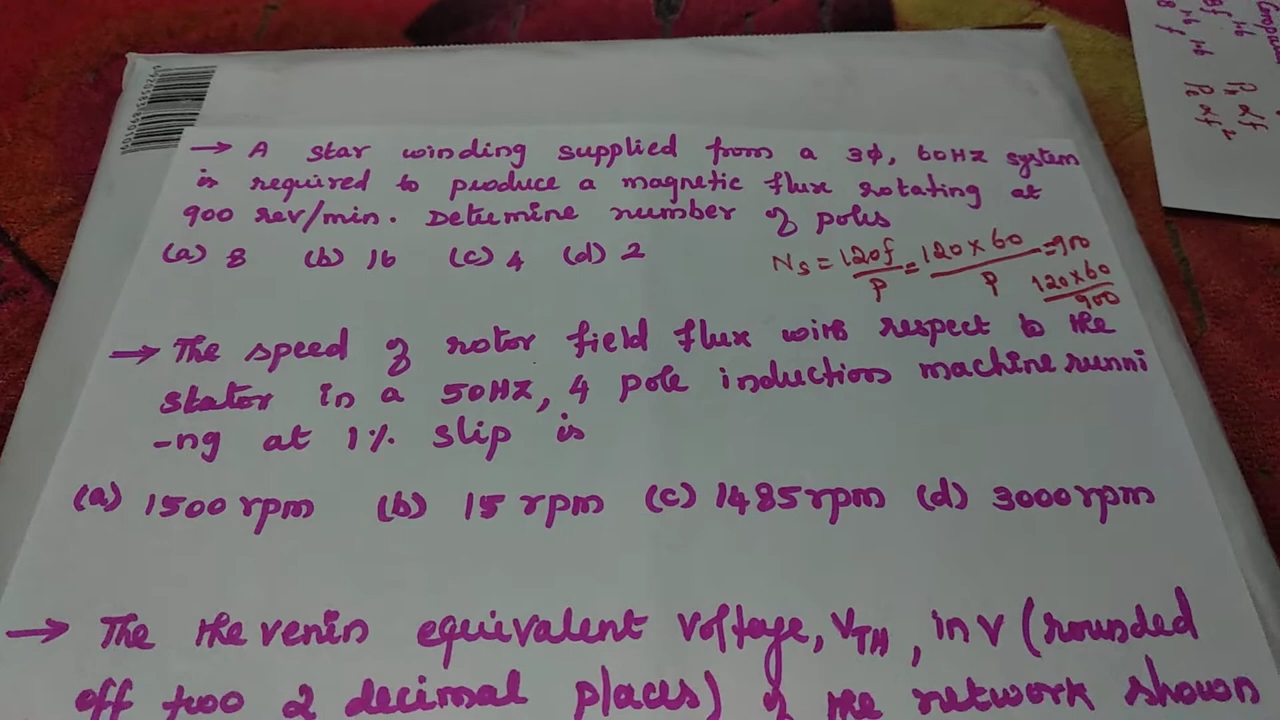 → A star winding supplied from a 3φ, 60Hz system
is required to produce a magnetic flux rotating at
900 rev/min. Determine number of poles
(a) 8 (b) 16 (c) 4 (d) 2
Ns = 120f/P = 120×60/P = 900
120×60/900
→ The speed of rotor field flux with respect to the
stator in a 50Hz, 4 pole induction machine runni
-ng at 1% slip is
(a) 1500 rpm (b) 15 rpm (c) 1485 rpm (d) 3000 rpm
→ The thevenin equivalent voltage, VTH, in V (rounded
off two 2 decimal places) of the network shown